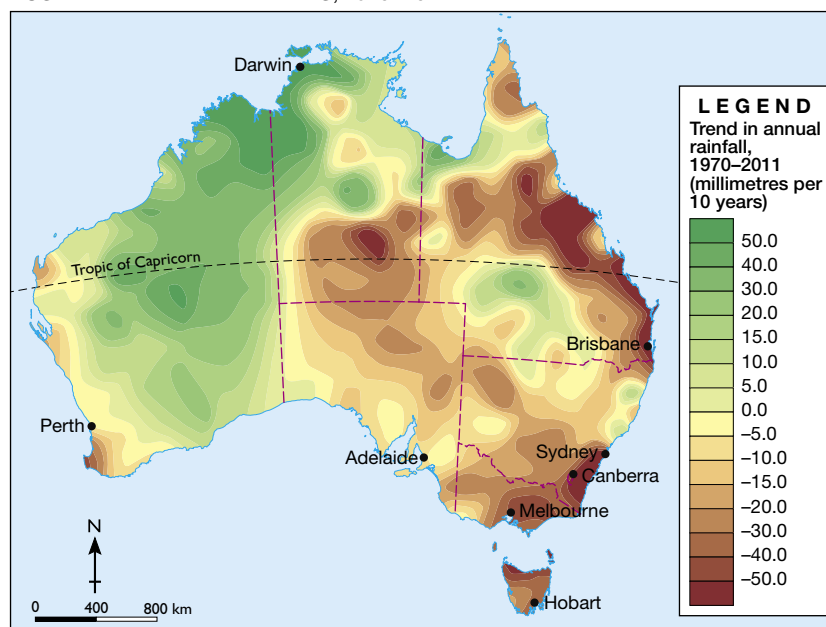 Darwin
Tropic of Capricorn
Brisbane
Perth
Adelaide
Sydney
Canberra
Melbourne
Hobart
N
0 400 800 km
LEGEND
Trend in annual
rainfall,
1970–2011
(millimetres per
10 years)
50.0
40.0
30.0
20.0
15.0
10.0
5.0
0.0
–5.0
–10.0
–15.0
–20.0
–30.0
–40.0
–50.0